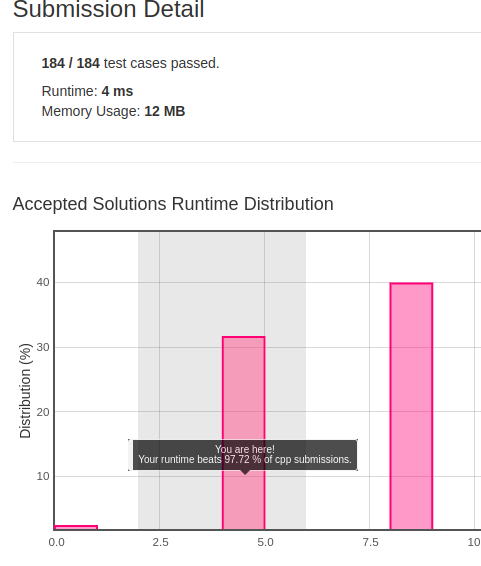 Submission Detail
184 / 184 test cases passed.
Runtime: 4 ms
Memory Usage: 12 MB
Accepted Solutions Runtime Distribution
Distribution (%)
40
30
20
10
You are here!
Your runtime beats 97.72 % of cpp submissions.
0.0 2.5 5.0 7.5 10